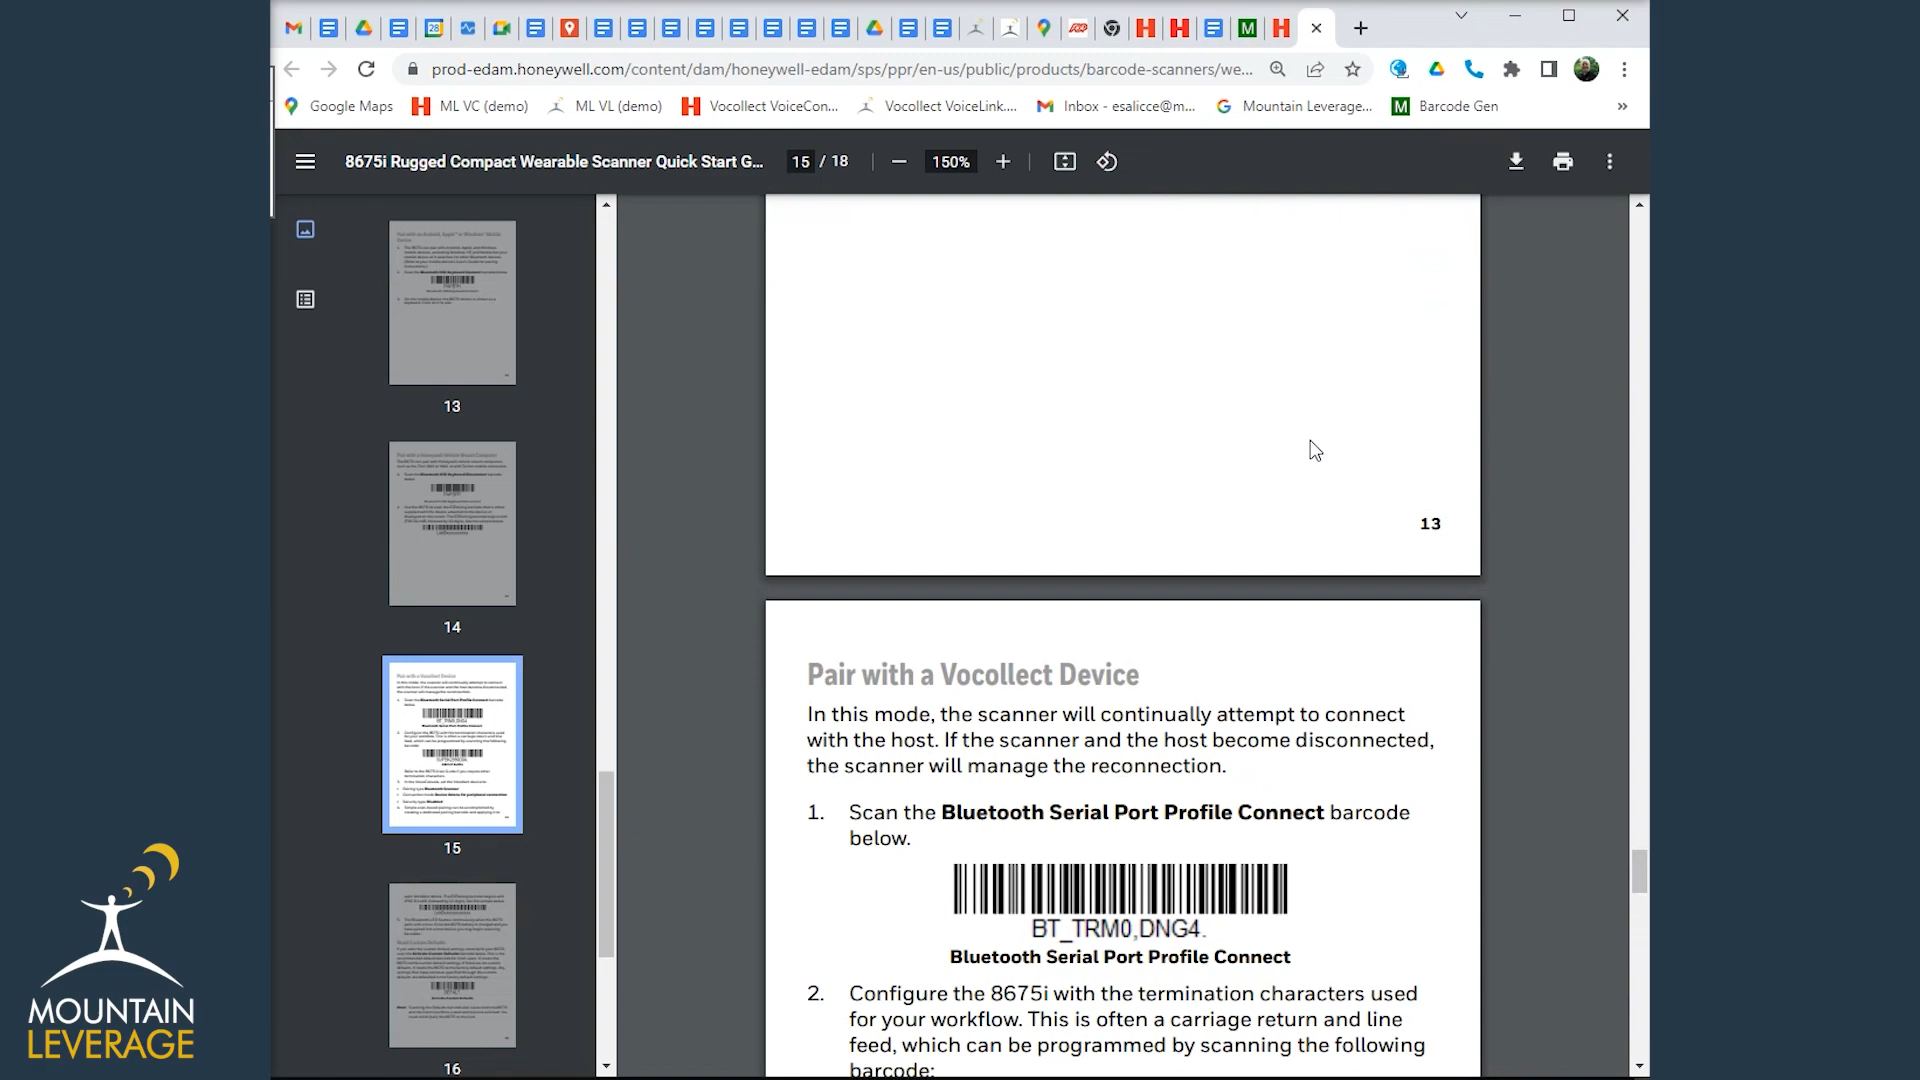 prod-edam.honeywell.com/content/dam/honeywell-edam/sps/ppr/en-us/public/products/barcode-scanners/we...
Google Maps
ML VC (demo)
ML VL (demo)
Vocollect VoiceCon...
Vocollect VoiceLink....
Inbox - esalicce@m...
Mountain Leverage...
Barcode Gen
»
8675i Rugged Compact Wearable Scanner Quick Start G...
15 / 18
150%
13
14
15
16
13
Pair with a Vocollect Device
In this mode, the scanner will continually attempt to connect
with the host. If the scanner and the host become disconnected,
the scanner will manage the reconnection.
1. Scan the Bluetooth Serial Port Profile Connect barcode
below.
BT_TRM0,DNG4.
Bluetooth Serial Port Profile Connect
2. Configure the 8675i with the termination characters used
for your workflow. This is often a carriage return and line
feed, which can be programmed by scanning the following
barcode:
MOUNTAIN
LEVERAGE